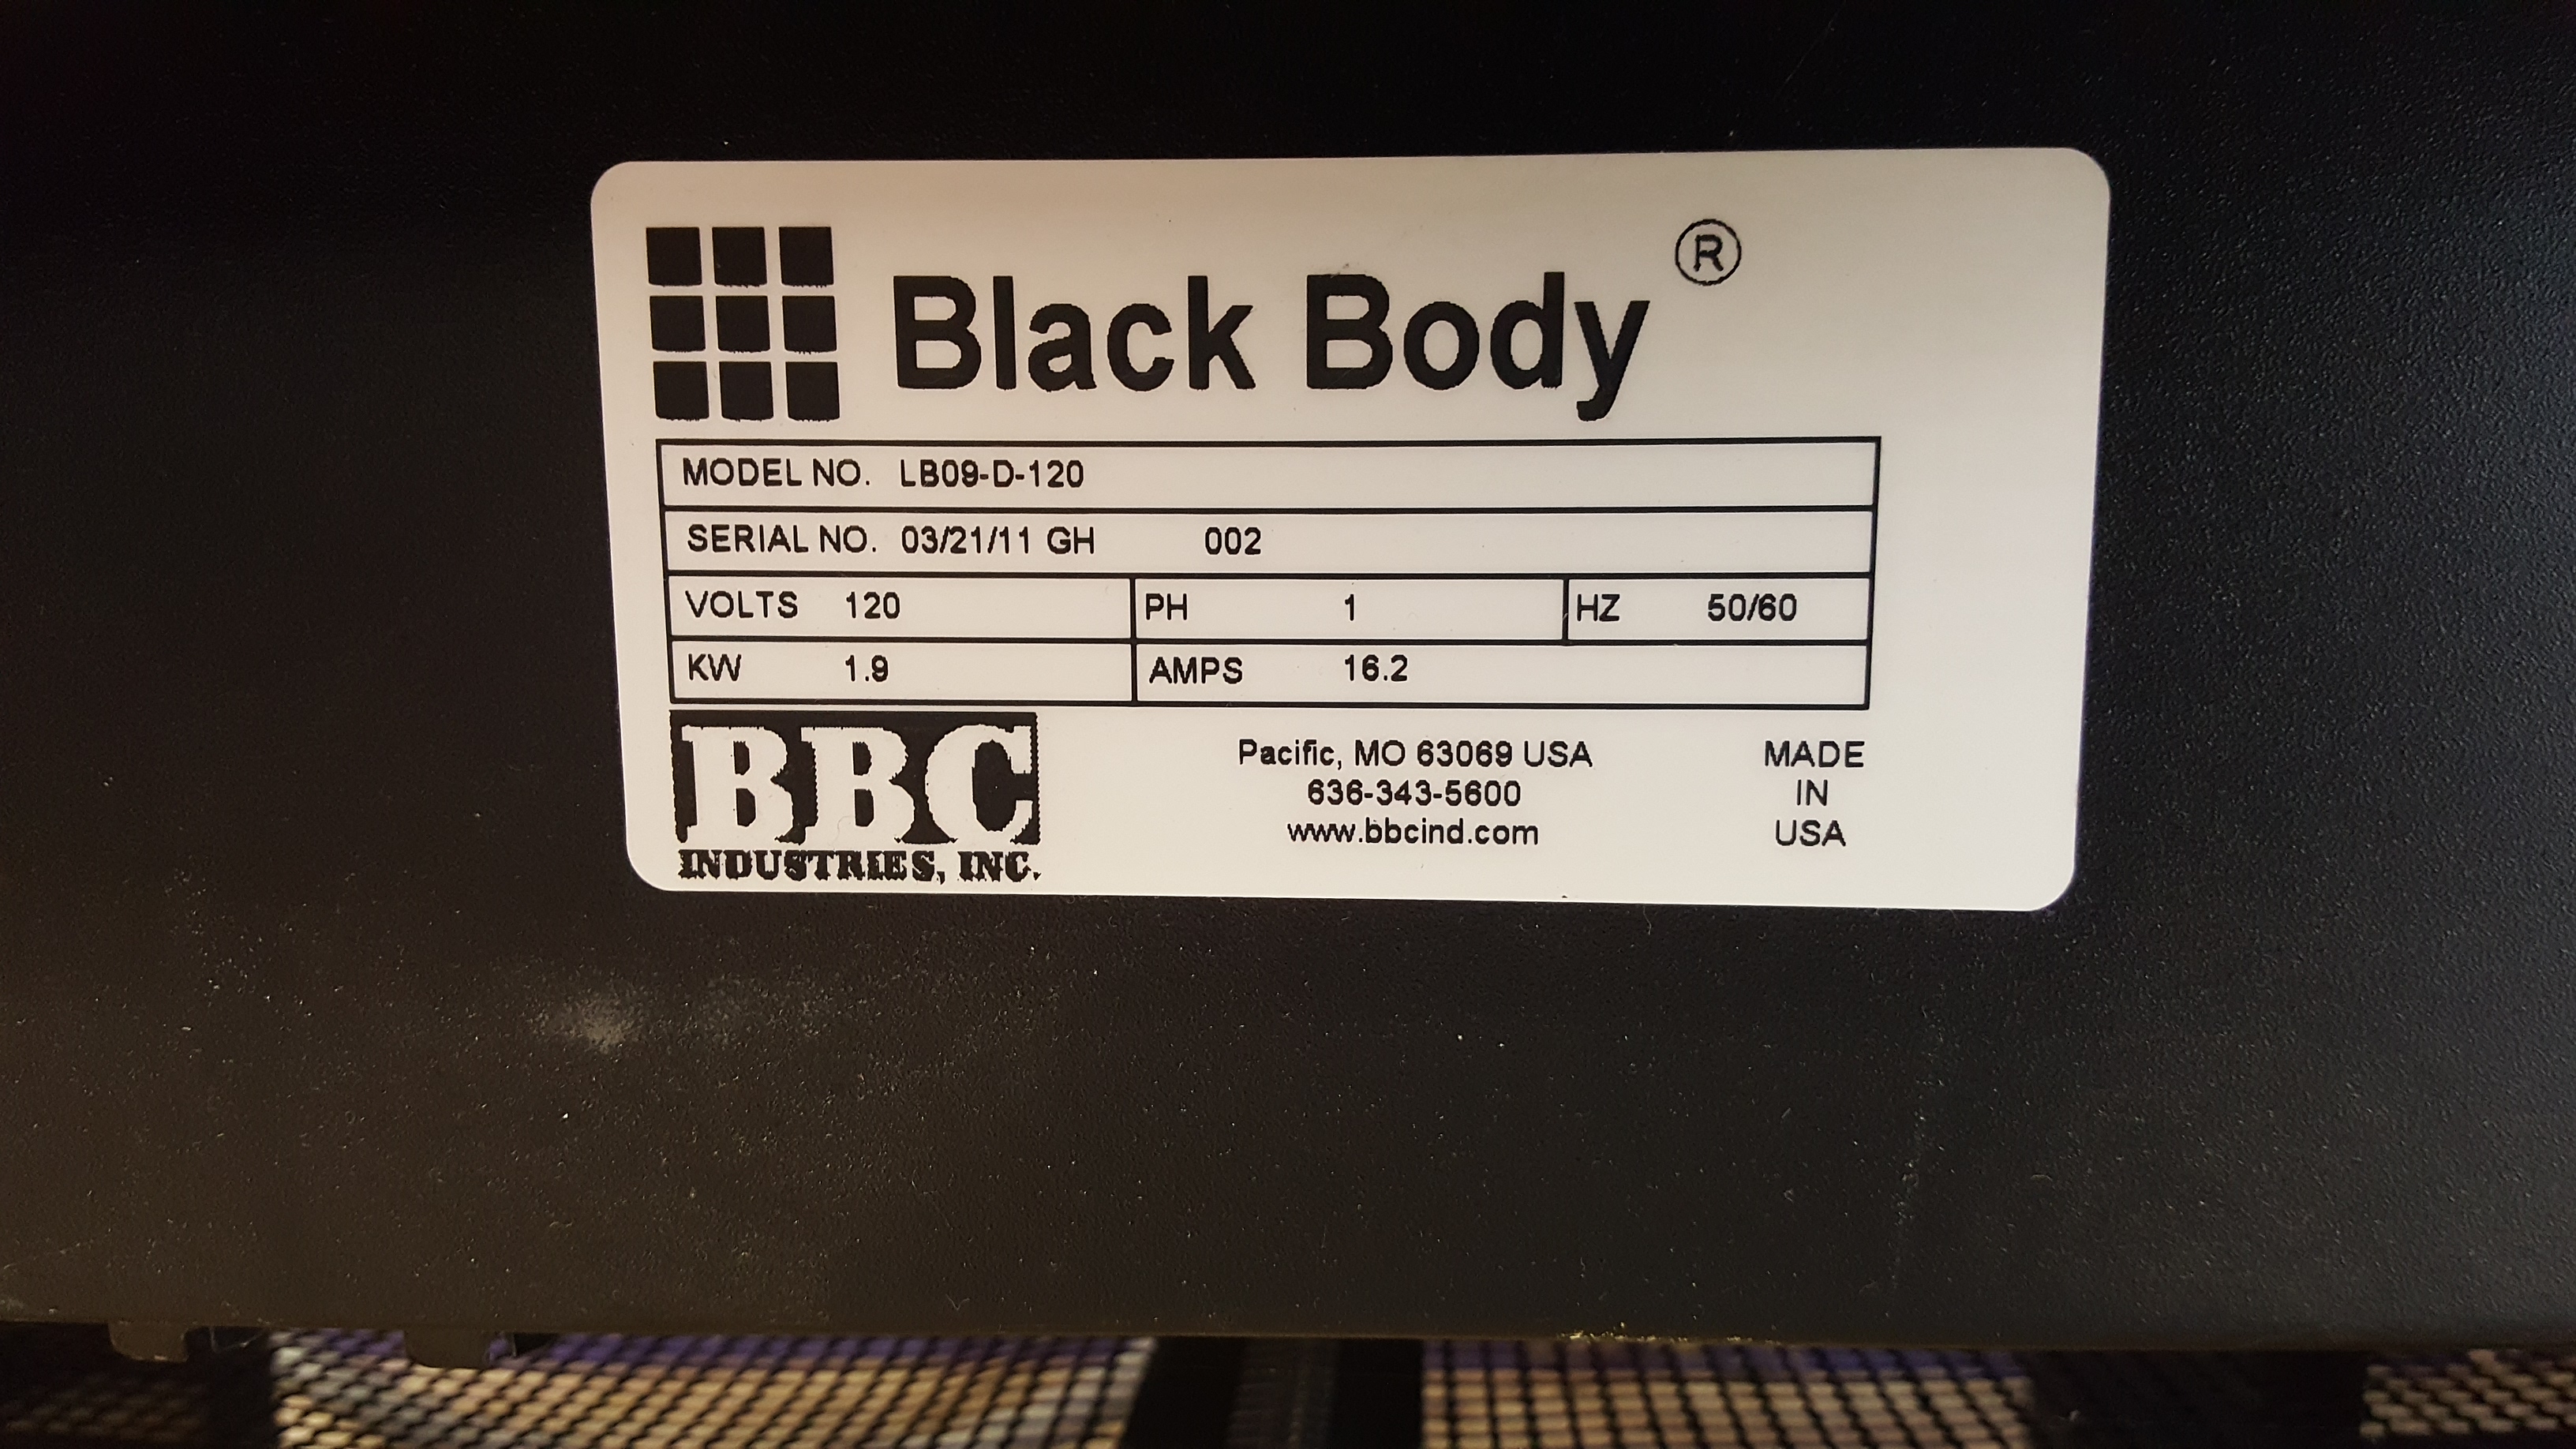 Black Body ®
MODEL NO. LB09-D-120
SERIAL NO. 03/21/11 GH 002
VOLTS 120 PH 1 HZ 50/60
KW 1.9 AMPS 16.2
BBC
INDUSTRIES, INC.
Pacific, MO 63069 USA
636-343-5600
www.bbcind.com
MADE
IN
USA